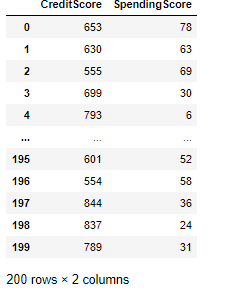 CreditScore SpendingScore
0 653 78
1 630 63
2 555 69
3 699 30
4 793 6
... ... ...
195 601 52
196 554 58
197 844 36
198 837 24
199 789 31
200 rows × 2 columns